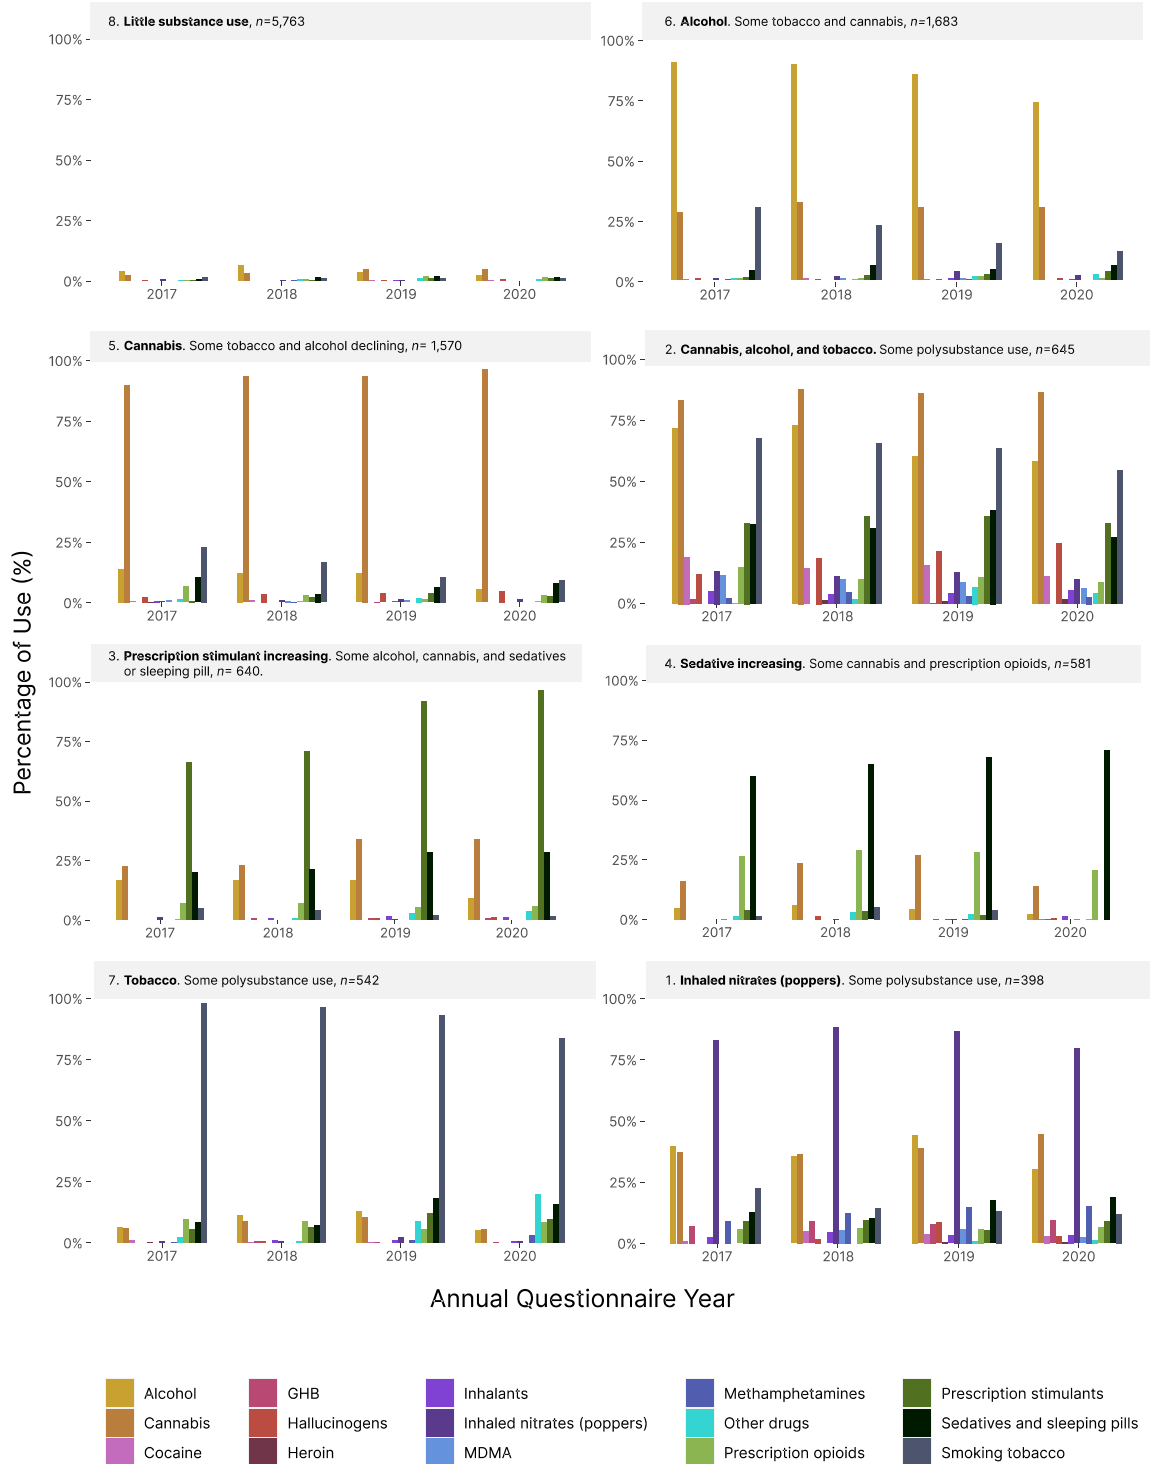 8. Little substance use, n=5,763
100%
75%
50%
25%
0%
2017 2018 2019 2020
6. Alcohol. Some tobacco and cannabis, n=1,683
100%
75%
50%
25%
0%
2017 2018 2019 2020
5. Cannabis. Some tobacco and alcohol declining, n= 1,570
100%
75%
50%
25%
0%
2017 2018 2019 2020
2. Cannabis, alcohol, and tobacco. Some polysubstance use, n=645
100%
75%
50%
25%
0%
2017 2018 2019 2020
Percentage of Use (%)
3. Prescription stimulant increasing. Some alcohol, cannabis, and sedatives
or sleeping pill, n= 640.
100%
75%
50%
25%
0%
2017 2018 2019 2020
4. Sedative increasing. Some cannabis and prescription opioids, n=581
100%
75%
50%
25%
0%
2017 2018 2019 2020
7. Tobacco. Some polysubstance use, n=542
100%
75%
50%
25%
0%
2017 2018 2019 2020
1. Inhaled nitrates (poppers). Some polysubstance use, n=398
100%
75%
50%
25%
0%
2017 2018 2019 2020
Annual Questionnaire Year
Alcohol GHB Inhalants Methamphetamines Prescription stimulants
Cannabis Hallucinogens Inhaled nitrates (poppers) Other drugs Sedatives and sleeping pills
Cocaine Heroin MDMA Prescription opioids Smoking tobacco